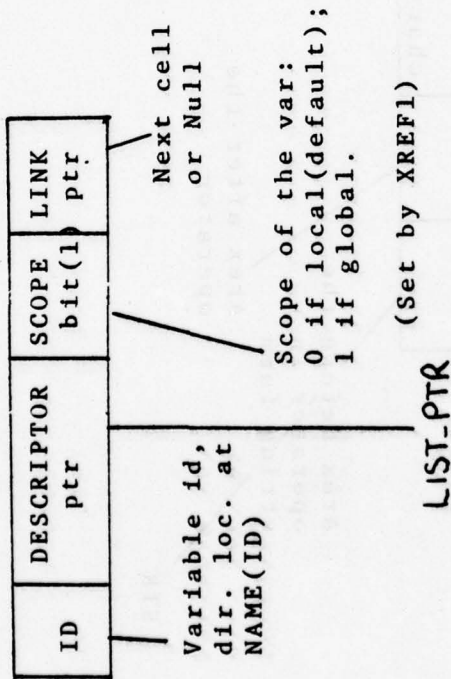 ID
DESCRIPTOR
ptr
SCOPE
bit(1)
LINK
ptr
Variable id,
dir. loc. at
NAME(ID)
Next cell
or Null
Scope of the var:
0 if local(default);
1 if global.
(Set by XREF1)
LIST_PTR